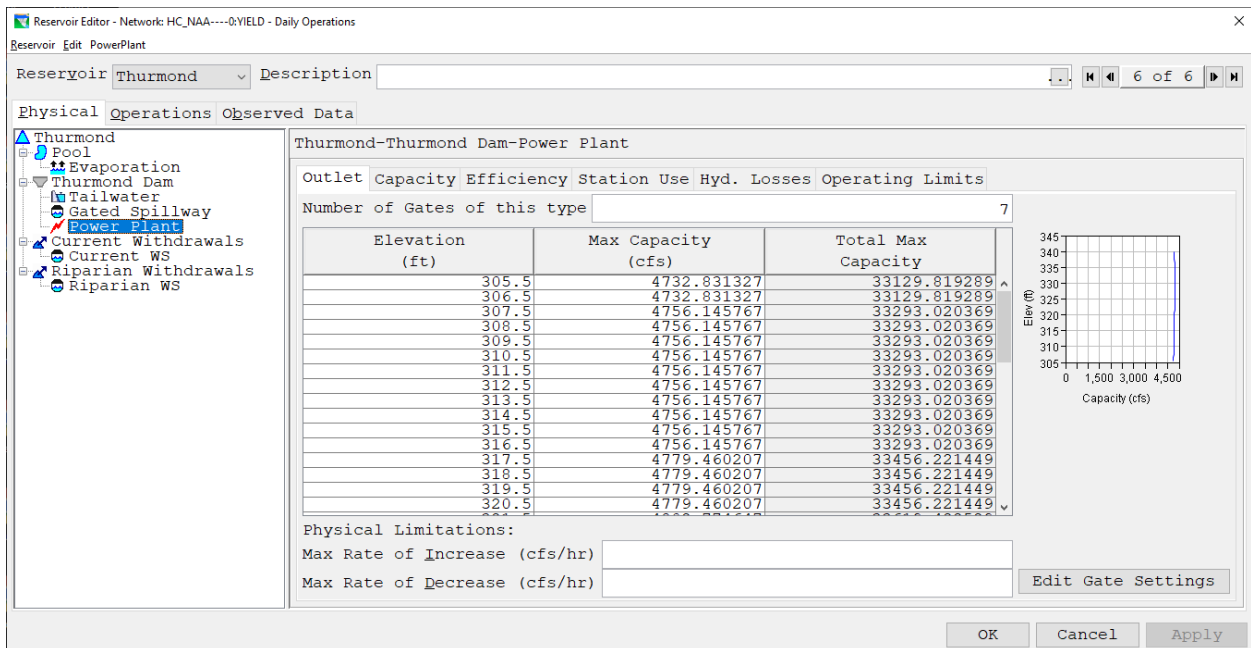 Reservoir Editor - Network: HC_NAA----0:YIELD - Daily Operations
Reservoir Edit PowerPlant
Reservoir Thurmond Description ... 6 of 6
Physical Operations Observed Data
Thurmond
Pool
Evaporation
Thurmond Dam
Tailwater
Gated Spillway
Power Plant
Current Withdrawals
Current WS
Riparian Withdrawals
Riparian WS
Thurmond-Thurmond Dam-Power Plant
Outlet Capacity Efficiency Station Use Hyd. Losses Operating Limits
Number of Gates of this type 7
Elevation (ft) Max Capacity (cfs) Total Max Capacity
305.5 4732.831327 33129.819289
306.5 4732.831327 33129.819289
307.5 4756.145767 33293.020369
308.5 4756.145767 33293.020369
309.5 4756.145767 33293.020369
310.5 4756.145767 33293.020369
311.5 4756.145767 33293.020369
312.5 4756.145767 33293.020369
313.5 4756.145767 33293.020369
314.5 4756.145767 33293.020369
315.5 4756.145767 33293.020369
316.5 4756.145767 33293.020369
317.5 4779.460207 33456.221449
318.5 4779.460207 33456.221449
319.5 4779.460207 33456.221449
320.5 4779.460207 33456.221449
345
340
335
330
325
320
315
310
305
Elev (ft)
0 1,500 3,000 4,500
Capacity (cfs)
Physical Limitations:
Max Rate of Increase (cfs/hr)
Max Rate of Decrease (cfs/hr)
Edit Gate Settings
OK Cancel Apply